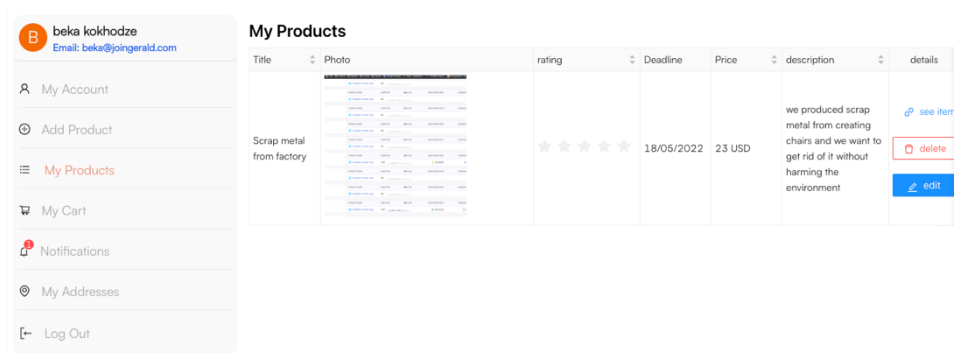 B
beka kokhodze
Email: beka@joingerald.com
My Account
Add Product
My Products
My Cart
1
Notifications
My Addresses
Log Out
My Products
Title Photo rating Deadline Price description details
Scrap metal
from factory
18/05/2022
23 USD
we produced scrap
metal from creating
chairs and we want to
get rid of it without
harming the
environment
see item
delete
edit